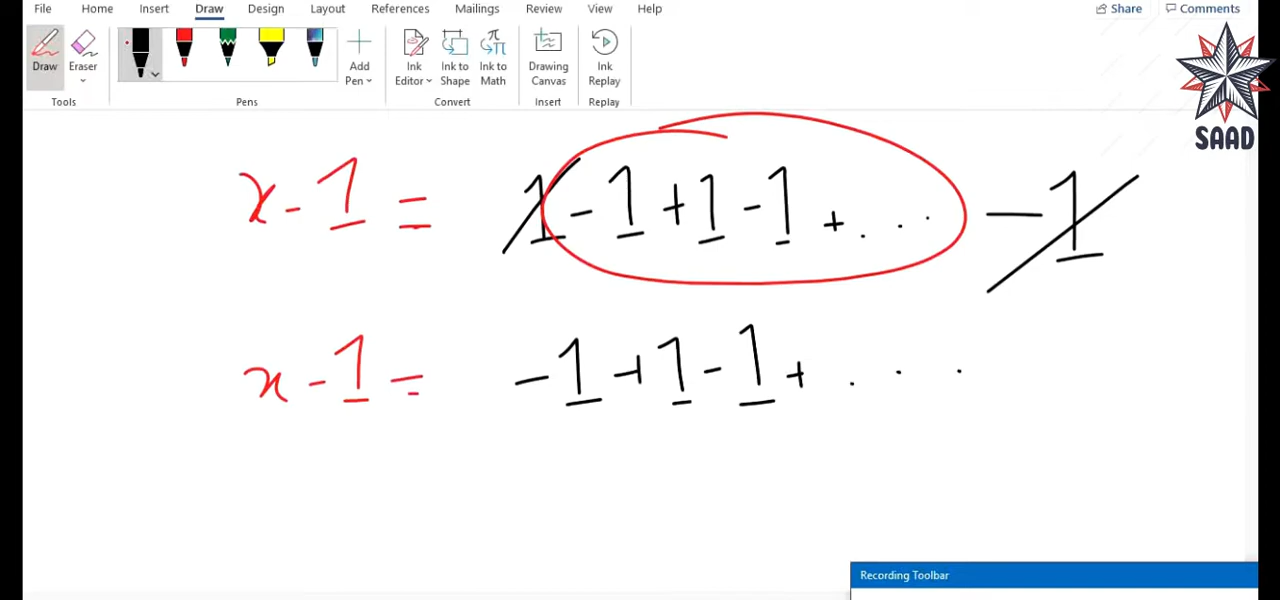 File Home Insert Draw Design Layout References Mailings Review View Help Share Comments
Draw Eraser Add Pen Ink Editor Ink to Shape Ink to Math Drawing Canvas Ink Replay
Tools Pens Convert Insert Replay
SAAD
x - 1 = 1 - 1 + 1 - 1 + ... - 1
x - 1 = - 1 + 1 - 1 + ...
Recording Toolbar